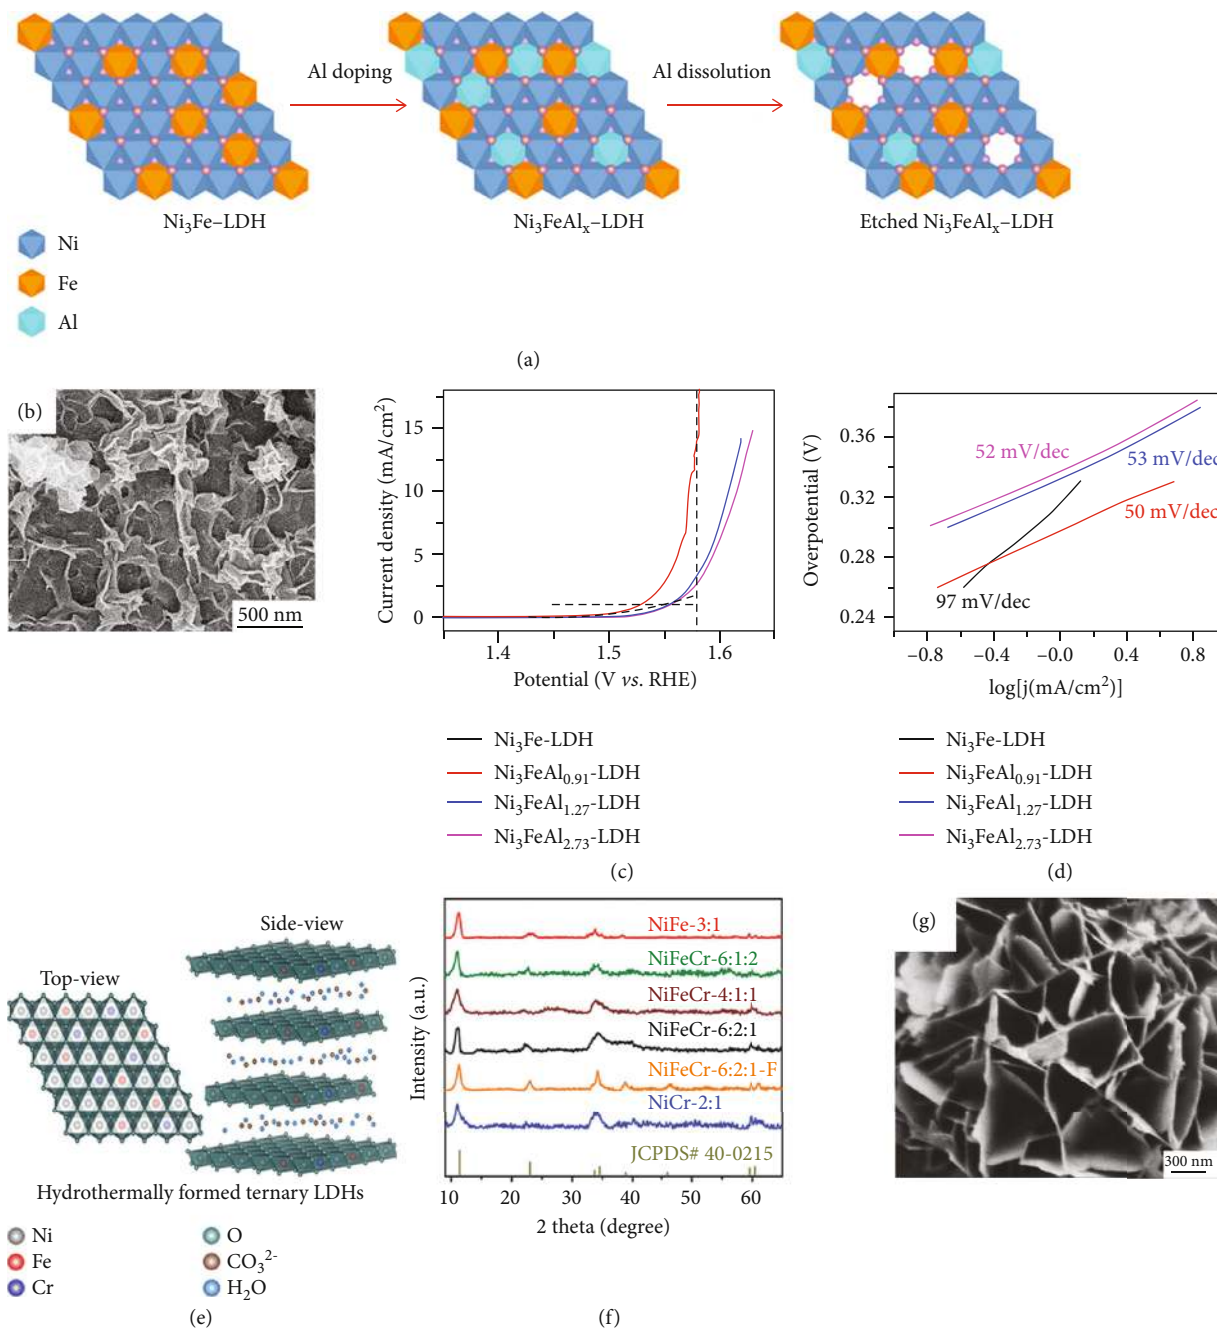 Al doping
Al dissolution
Ni₃Fe–LDH
Ni₃FeAlₓ–LDH
Etched Ni₃FeAlₓ–LDH
Ni
Fe
Al
(a)
(b)
500 nm
Current density (mA/cm²)
15
10
5
0
1.4
1.5
1.6
Potential (V vs. RHE)
Ni₃Fe-LDH
Ni₃FeAl₀.₉₁-LDH
Ni₃FeAl₁.₂₇-LDH
Ni₃FeAl₂.₇₃-LDH
(c)
Overpotential (V)
0.36
0.32
0.28
0.24
52 mV/dec
53 mV/dec
50 mV/dec
97 mV/dec
−0.8
−0.4
−0.0
0.4
0.8
log[j(mA/cm²)]
Ni₃Fe-LDH
Ni₃FeAl₀.₉₁-LDH
Ni₃FeAl₁.₂₇-LDH
Ni₃FeAl₂.₇₃-LDH
(d)
Side-view
Top-view
Hydrothermally formed ternary LDHs
Ni
Fe
Cr
O
CO₃²⁻
H₂O
(e)
Intensity (a.u.)
NiFe-3:1
NiFeCr-6:1:2
NiFeCr-4:1:1
NiFeCr-6:2:1
NiFeCr-6:2:1-F
NiCr-2:1
JCPDS# 40-0215
10
20
30
40
50
60
2 theta (degree)
(f)
(g)
300 nm